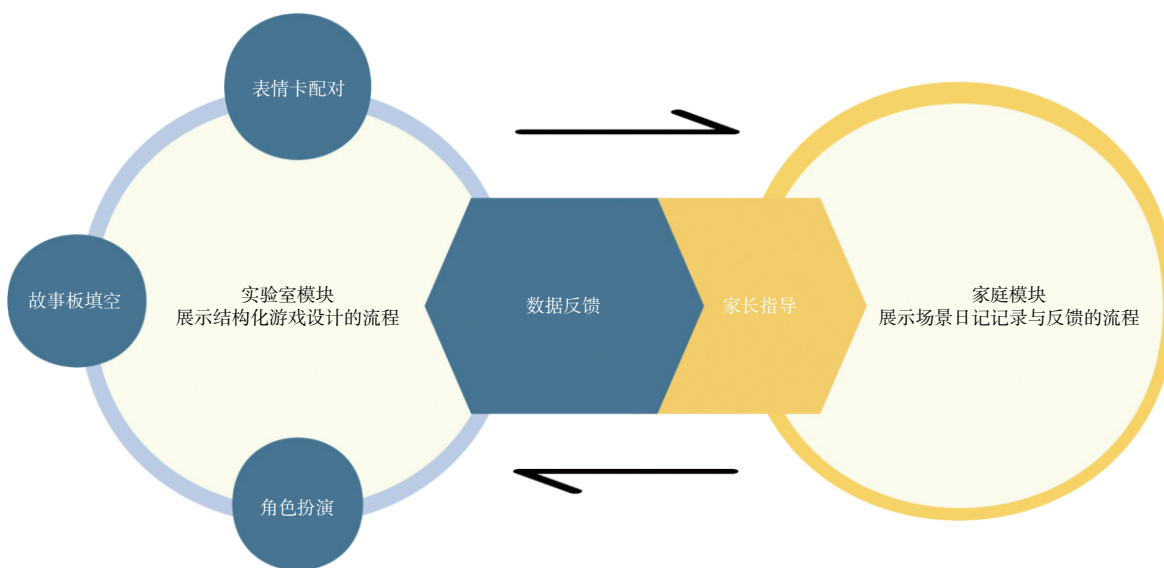 表情卡配对
故事板填空
实验室模块
展示结构化游戏设计的流程
数据反馈
家长指导
家庭模块
展示场景日记记录与反馈的流程
角色扮演